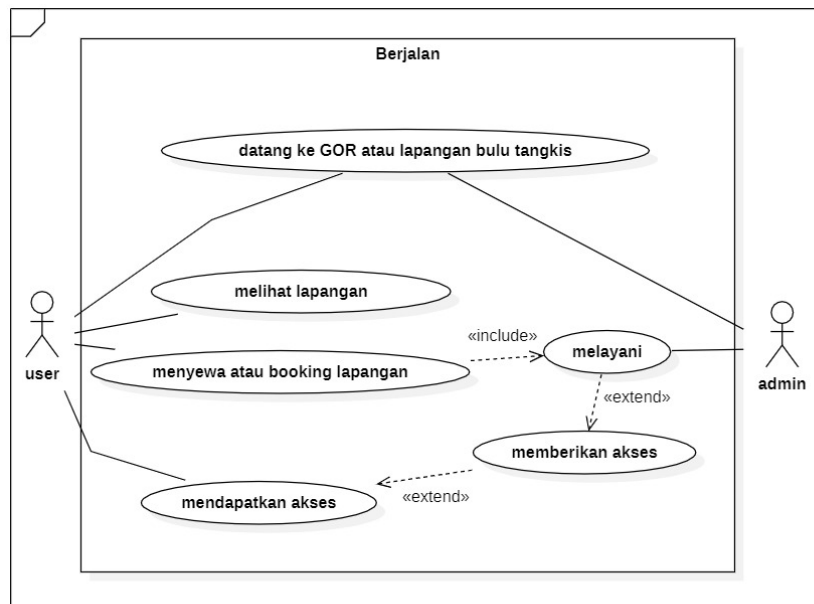 Berjalan
datang ke GOR atau lapangan bulu tangkis
melihat lapangan
«include»
menyewa atau booking lapangan
melayani
user
admin
«extend»
memberikan akses
«extend»
mendapatkan akses